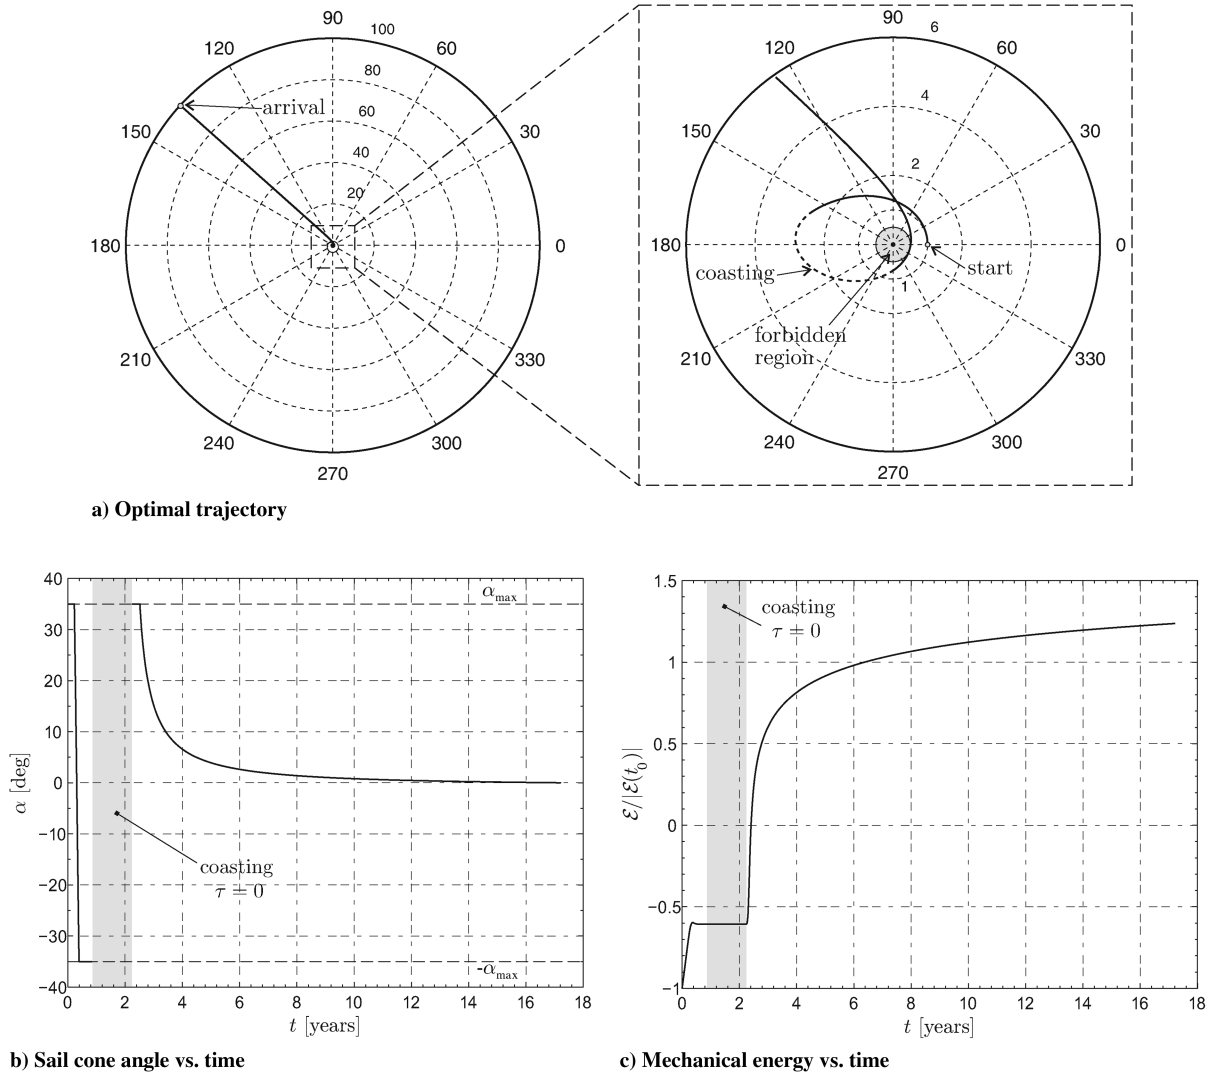 90
100
120
60
80
arrival
60
150
30
40
20
180
0
210
330
240
300
270
90
6
120
60
4
150
30
2
180
0
coasting
start
1
forbidden
region
210
330
240
300
270
a) Optimal trajectory
40
30
20
10
0
−10
−20
−30
−40
α [deg]
αmax
coasting
τ = 0
-αmax
0 2 4 6 8 10 12 14 16 18
t [years]
b) Sail cone angle vs. time
1.5
1
0.5
0
−0.5
−1
ℰ/|ℰ(t0)|
coasting
τ = 0
0 2 4 6 8 10 12 14 16 18
t [years]
c) Mechanical energy vs. time